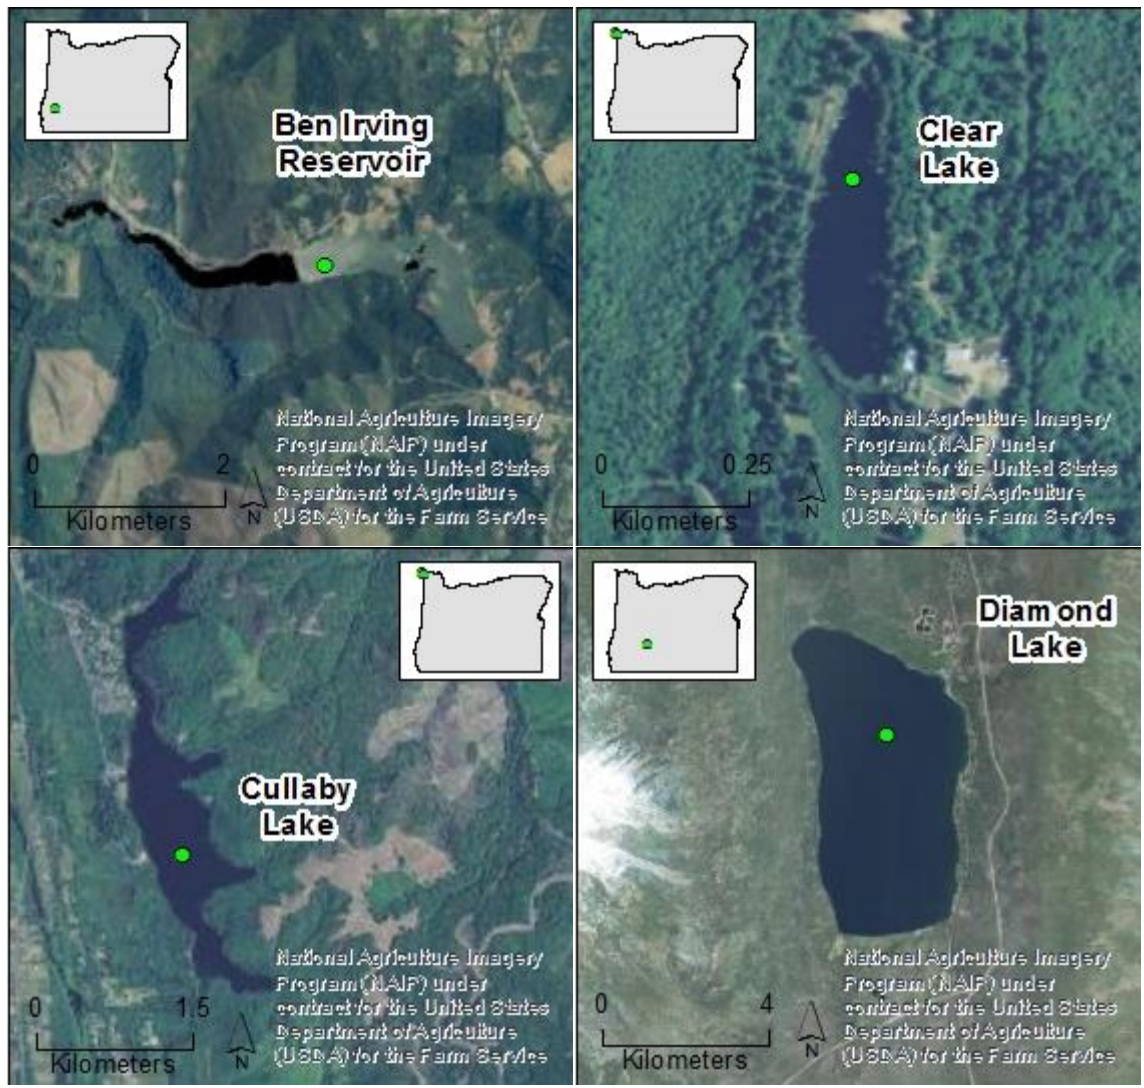 Ben Irving
Reservoir
National Agriculture Imagery
Program (NAIP) under
contract for the United States
Department of Agriculture
(USDA) for the Farm Service
0 2
Kilometers
N
Clear
Lake
National Agriculture Imagery
Program (NAIP) under
contract for the United States
Department of Agriculture
(USDA) for the Farm Service
0 0.25
Kilometers
N
Cullaby
Lake
National Agriculture Imagery
Program (NAIP) under
contract for the United States
Department of Agriculture
(USDA) for the Farm Service
0 1.5
Kilometers
N
Diamond
Lake
National Agriculture Imagery
Program (NAIP) under
contract for the United States
Department of Agriculture
(USDA) for the Farm Service
0 4
Kilometers
N